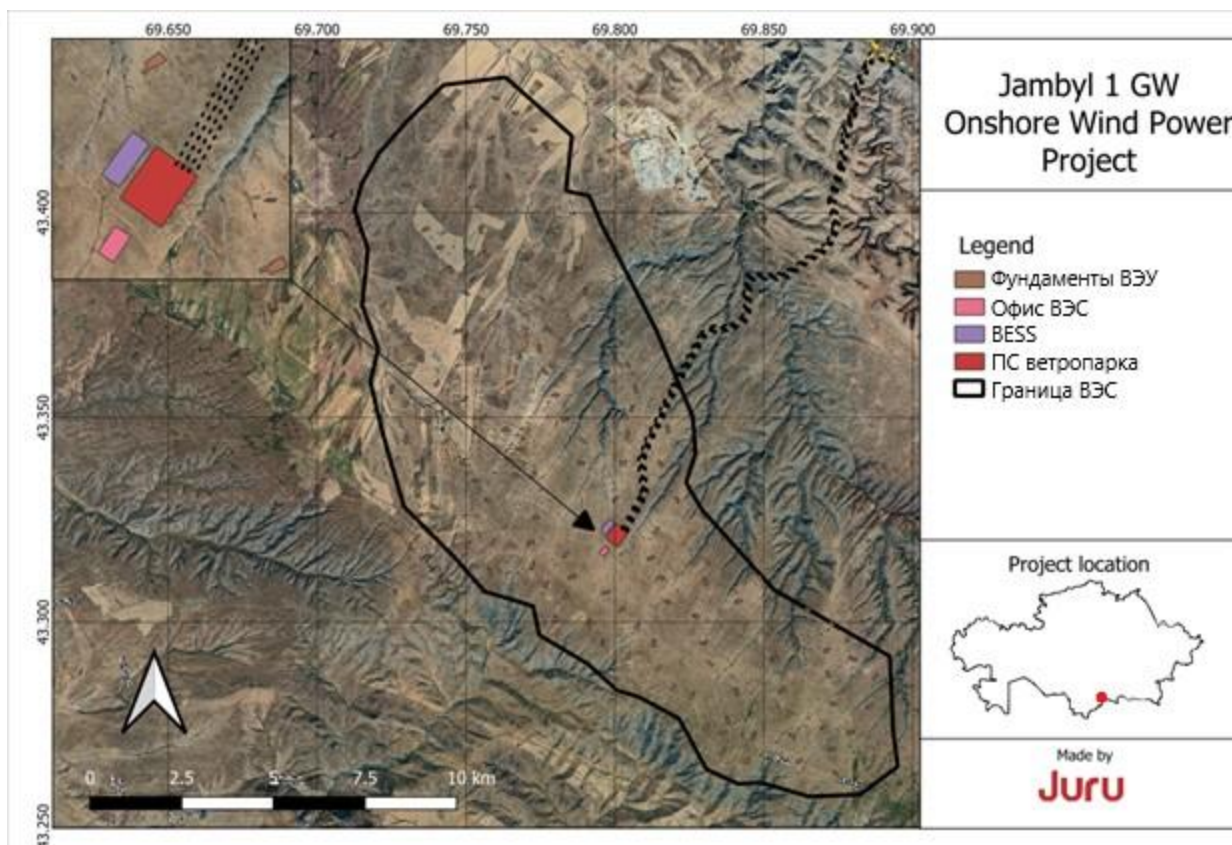 69.650 69.700 69.750 69.800 69.850 69.900
43.400
43.350
43.300
43.250
0 2.5 5 7.5 10 km
Jambyl 1 GW
Onshore Wind Power
Project
Legend
Фундаменты ВЭУ
Офис ВЭС
BESS
ПС ветропарка
Граница ВЭС
Project location
Made by
Juru